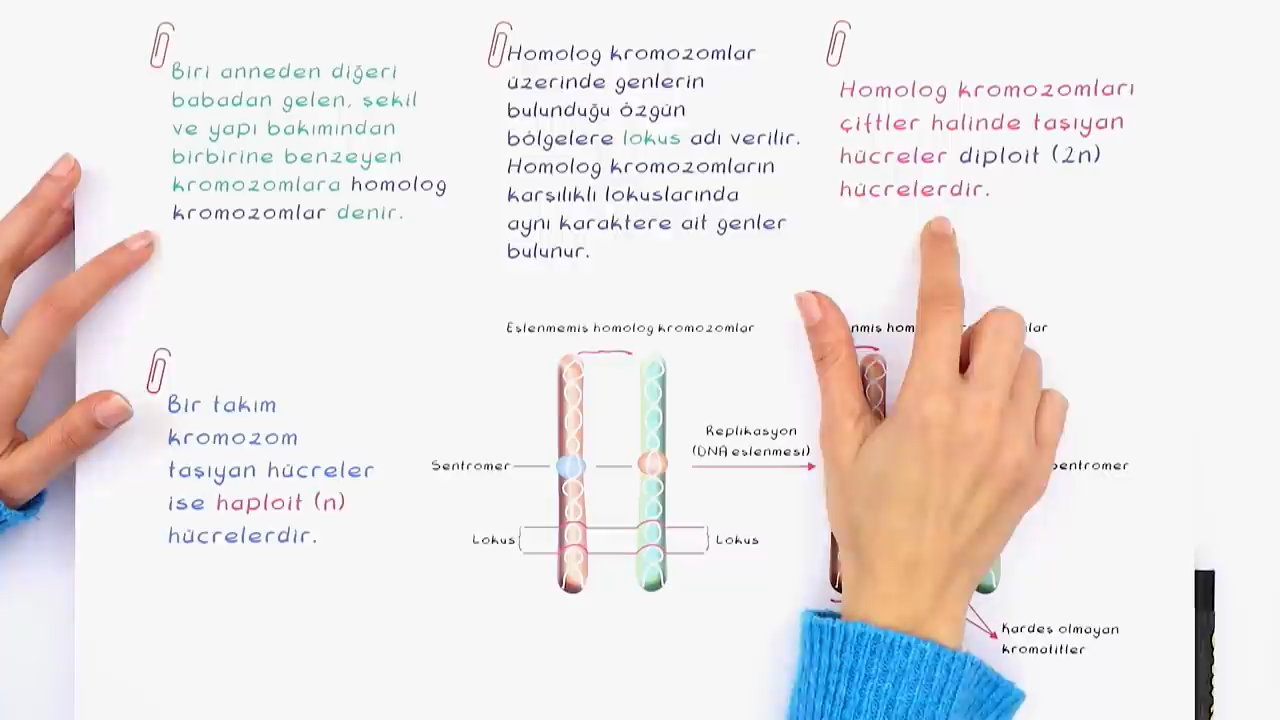 Biri anneden diğeri
babadan gelen, şekil
ve yapı bakımından
birbirine benzeyen
kromozomlara homolog
kromozomlar denir.
Homolog kromozomlar
üzerinde genlerin
bulunduğu özgün
bölgelere lokus adı verilir.
Homolog kromozomların
karşılıklı lokuslarında
aynı karaktere ait genler
bulunur.
Homolog kromozomları
çiftler halinde taşıyan
hücreler diploit (2n)
hücrelerdir.
Bir takım
kromozom
taşıyan hücreler
ise haploit (n)
hücrelerdir.
Eşlenmemiş homolog kromozomlar
Sentromer
Lokus
Lokus
Replikasyon
(DNA eşlenmesi)
Kardeş olmayan
kromatitler